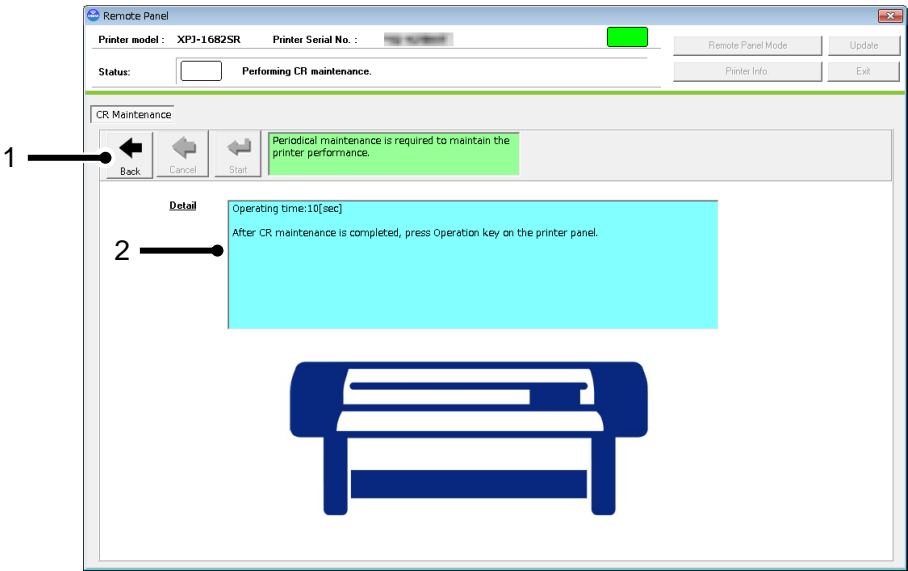 Remote Panel
Printer model : XPJ-1682SR Printer Serial No. :
Remote Panel Mode Update
Status: Performing CR maintenance.
Printer Info. Exit
CR Maintenance
1
Back Cancel Start
Periodical maintenance is required to maintain the
printer performance.
Detail
Operating time:10[sec]
2
After CR maintenance is completed, press Operation key on the printer panel.